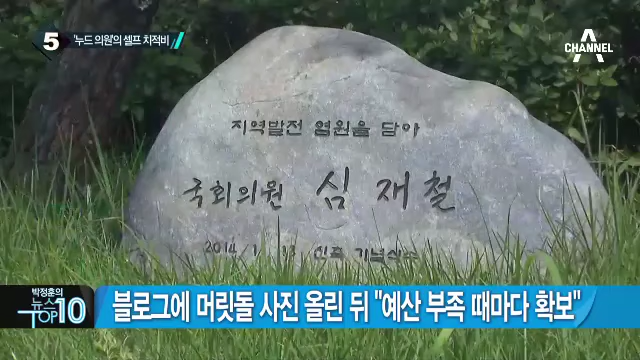 5 '누드 의원'의 셀프 치적비
CHANNEL A
지역발전 염원을 담아
국회의원 심재철
2014/1
박정훈의
뉴스
TOP10
블로그에 머릿돌 사진 올린 뒤 "예산 부족 때마다 확보"